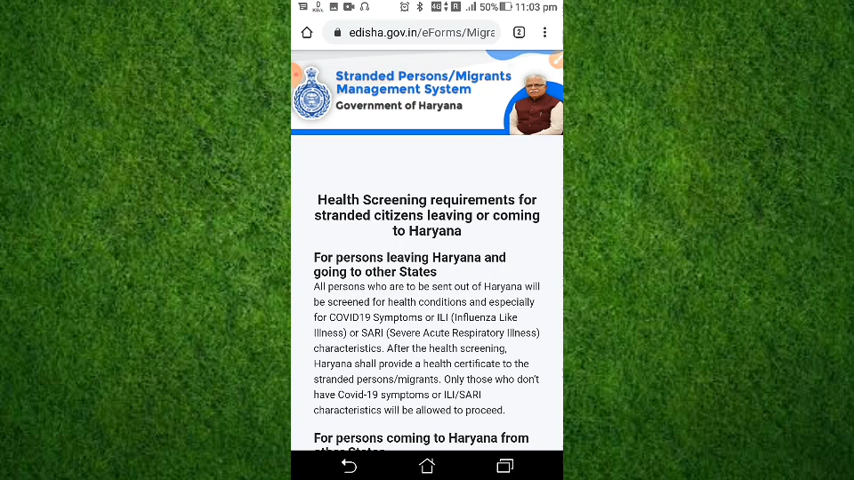 50% 11:03 pm
edisha.gov.in/eForms/Migra
2
Stranded Persons/Migrants
Management System
Government of Haryana
Health Screening requirements for
stranded citizens leaving or coming
to Haryana
For persons leaving Haryana and
going to other States
All persons who are to be sent out of Haryana will
be screened for health conditions and especially
for COVID19 Symptoms or ILI (Influenza Like
Illness) or SARI (Severe Acute Respiratory Illness)
characteristics. After the health screening,
Haryana shall provide a health certificate to the
stranded persons/migrants. Only those who don't
have Covid-19 symptoms or ILI/SARI
characteristics will be allowed to proceed.
For persons coming to Haryana from
other States